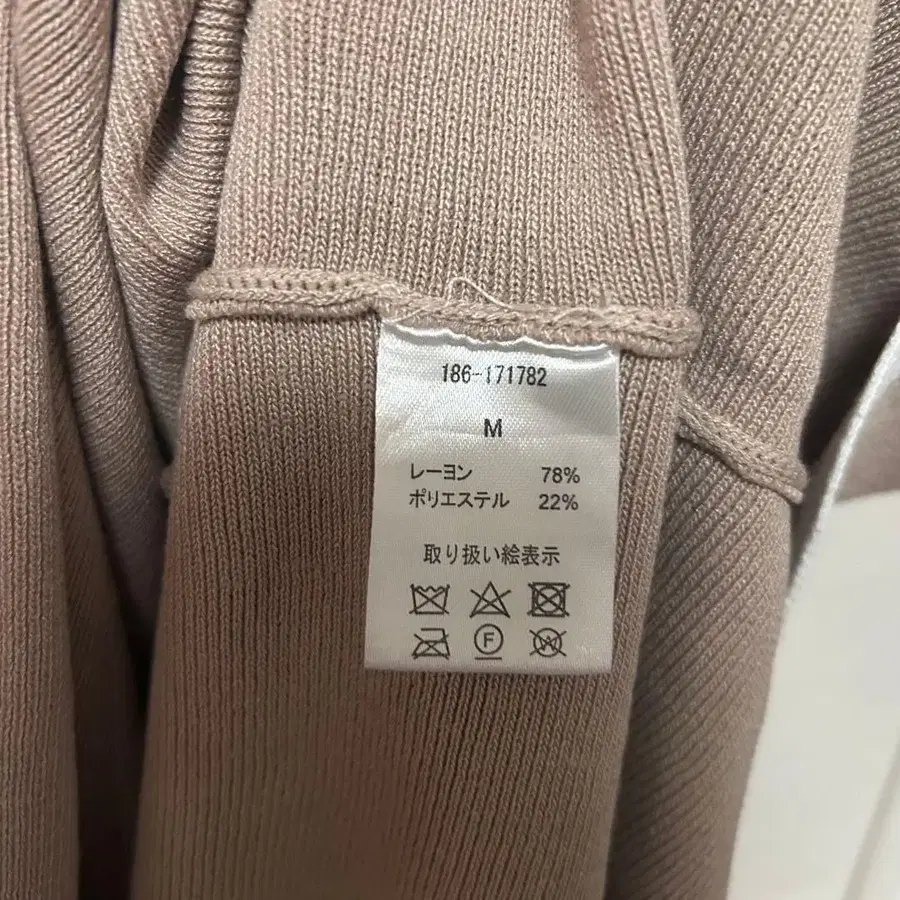 186-171782
M
レーヨン 78%
ポリエステル 22%
取り扱い絵表示
F
W